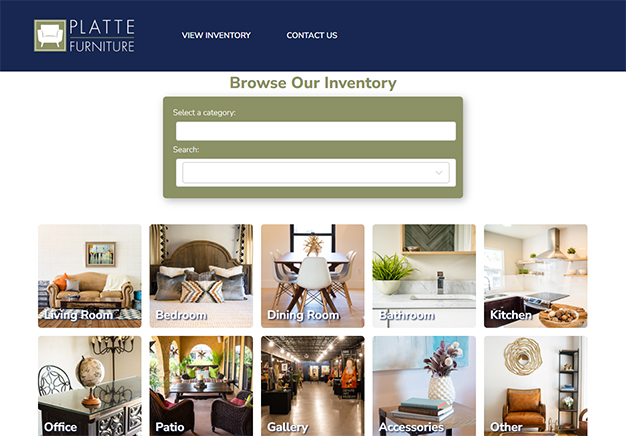 PLATTE
FURNITURE
VIEW INVENTORY
CONTACT US
Browse Our Inventory
Select a category:
Search:
Living Room
Bedroom
Dining Room
Bathroom
Kitchen
Office
Patio
Gallery
Accessories
Other